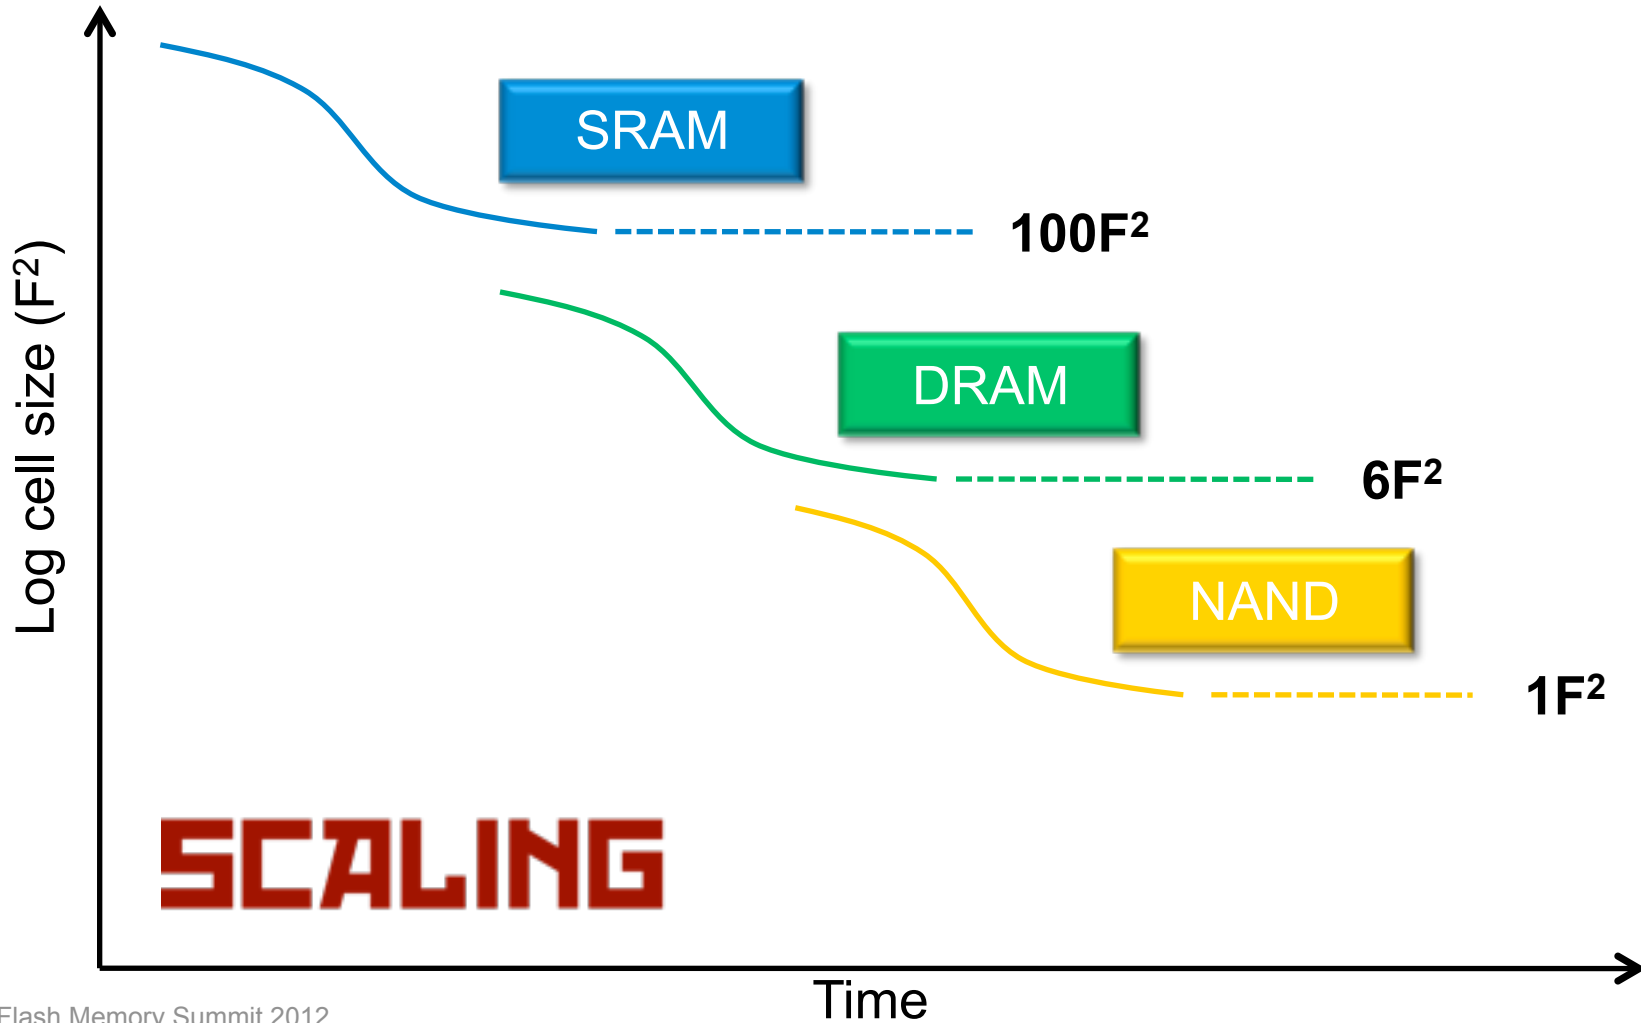 SRAM
100F²
Log cell size (F²)
DRAM
6F²
NAND
1F²
SCALING
Time
Flash Memory Summit 2012